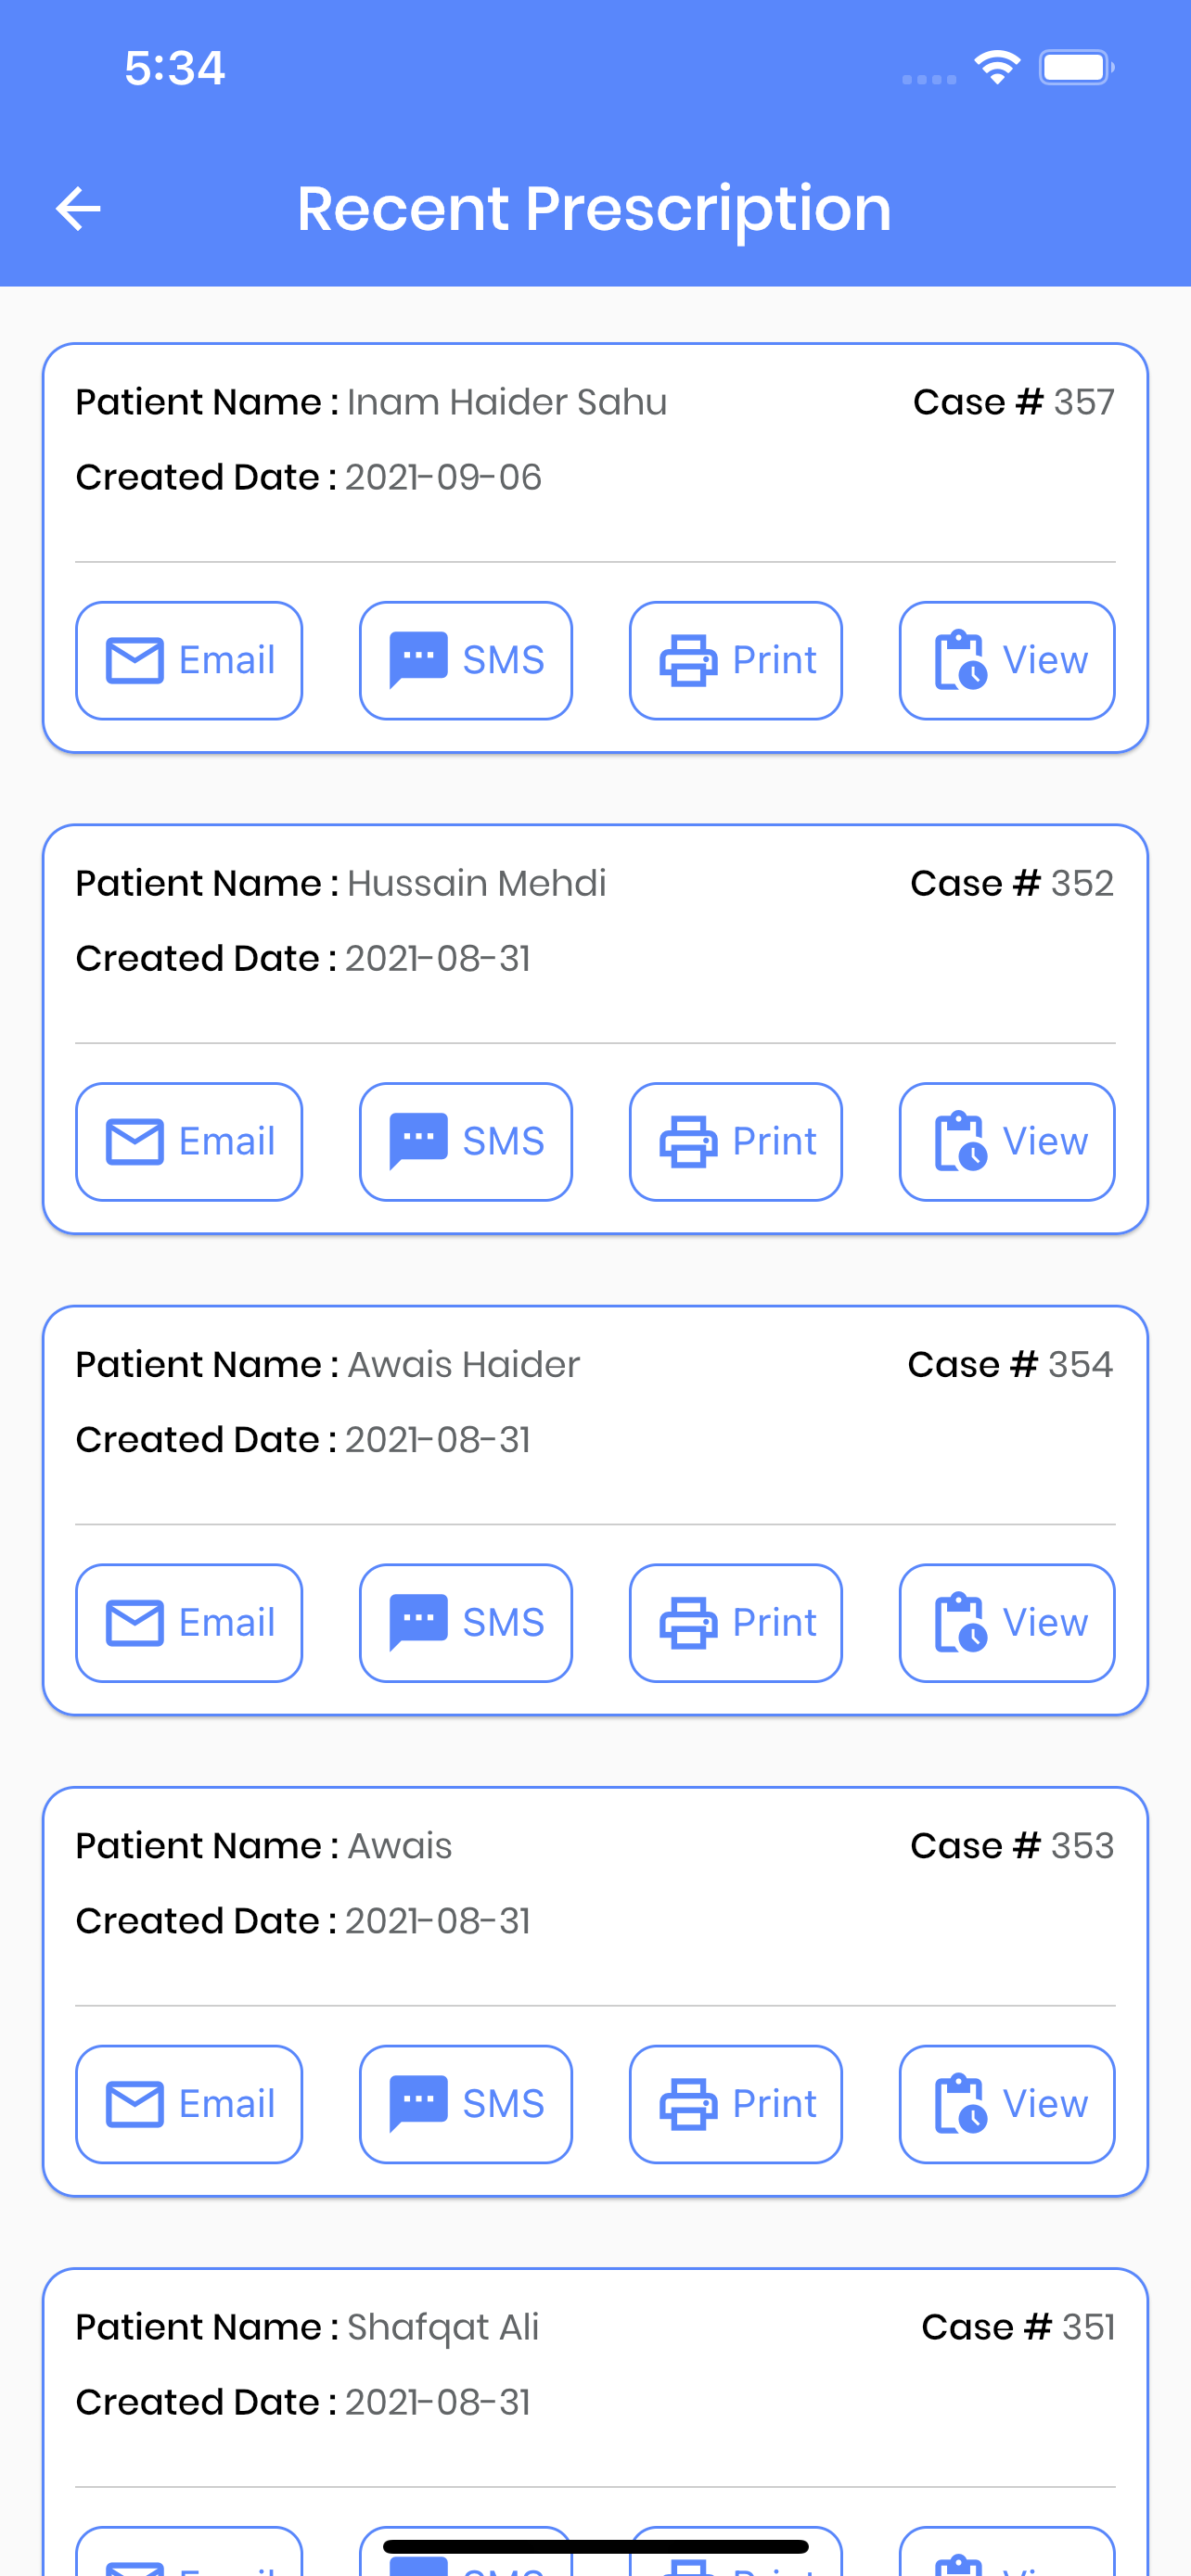 5:34
Recent Prescription
Patient Name : Inam Haider Sahu Case # 357
Created Date : 2021-09-06
Email SMS Print View
Patient Name : Hussain Mehdi Case # 352
Created Date : 2021-08-31
Email SMS Print View
Patient Name : Awais Haider Case # 354
Created Date : 2021-08-31
Email SMS Print View
Patient Name : Awais Case # 353
Created Date : 2021-08-31
Email SMS Print View
Patient Name : Shafqat Ali Case # 351
Created Date : 2021-08-31